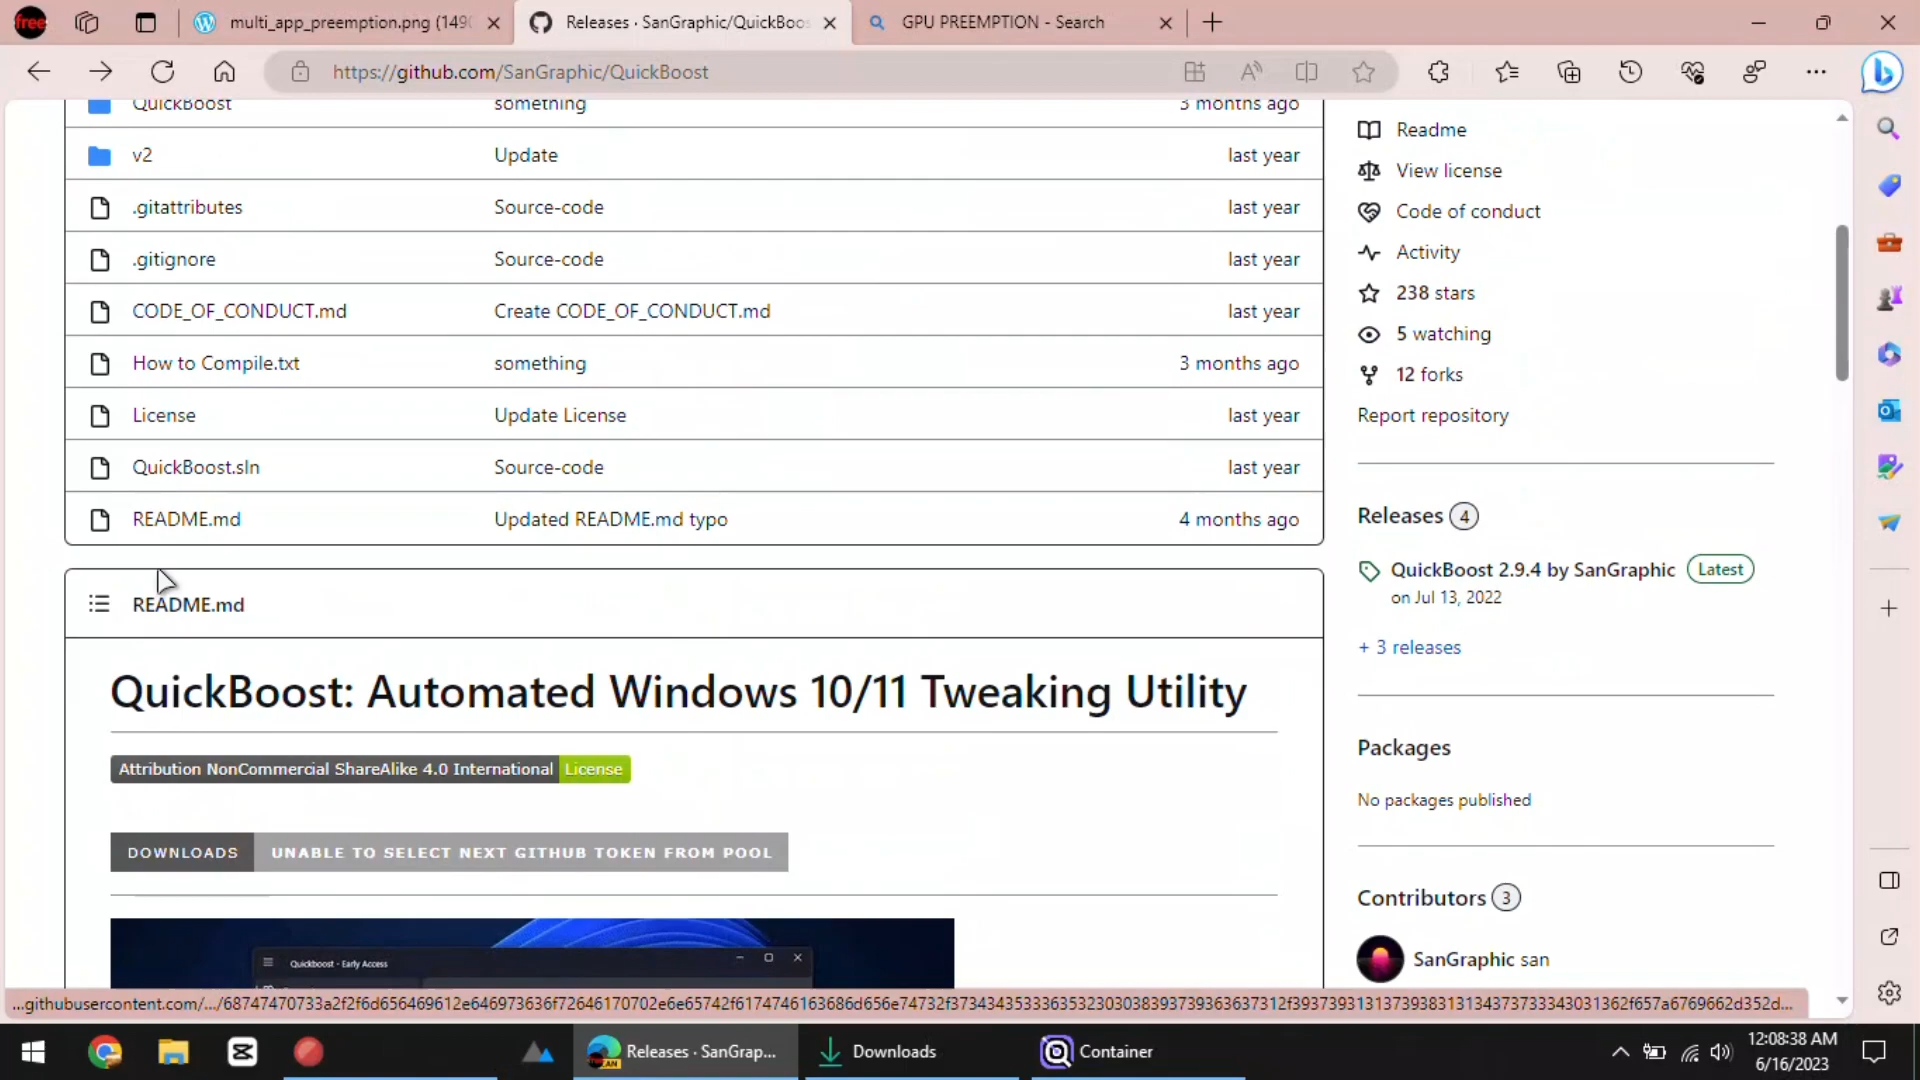 free
multi_app_preemption.png (149
Releases · SanGraphic/QuickBoos
GPU PREEMPTION - Search
https://github.com/SanGraphic/QuickBoost
QuickBoost
something
3 months ago
v2
Update
last year
.gitattributes
Source-code
last year
.gitignore
Source-code
last year
CODE_OF_CONDUCT.md
Create CODE_OF_CONDUCT.md
last year
How to Compile.txt
something
3 months ago
License
Update License
last year
QuickBoost.sln
Source-code
last year
README.md
Updated README.md typo
4 months ago
README.md
QuickBoost: Automated Windows 10/11 Tweaking Utility
Attribution NonCommercial ShareAlike 4.0 International License
DOWNLOADS UNABLE TO SELECT NEXT GITHUB TOKEN FROM POOL
Quickboost - Early Access
Readme
View license
Code of conduct
Activity
238 stars
5 watching
12 forks
Report repository
Releases 4
QuickBoost 2.9.4 by SanGraphic Latest
on Jul 13, 2022
+ 3 releases
Packages
No packages published
Contributors 3
SanGraphic san
Releases · SanGrap...
Downloads
Container
12:08:38 AM
6/16/2023